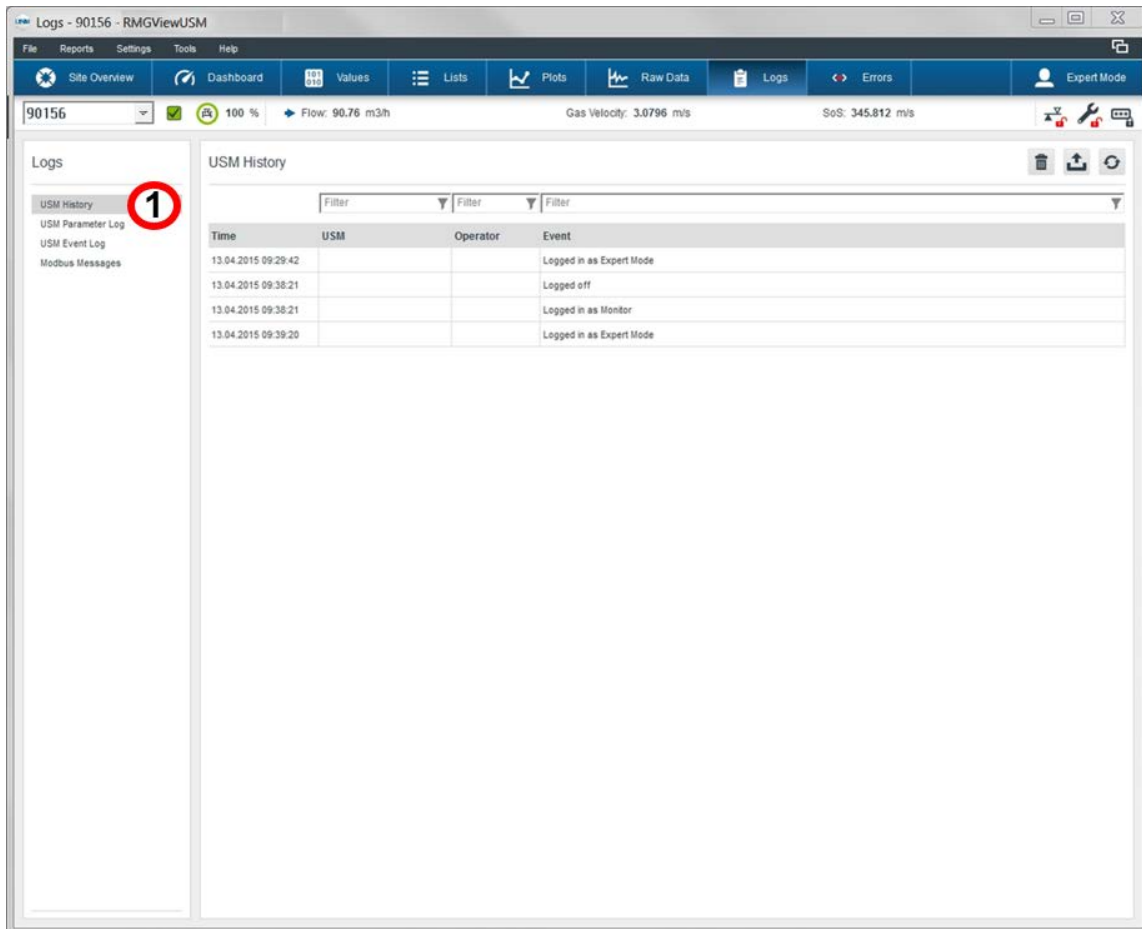 Logs - 90156 - RMGViewUSM
File Reports Settings Tools Help
Site Overview Dashboard Values Lists Plots Raw Data Logs Errors Expert Mode
90156 100 % Flow: 90.76 m3/h Gas Velocity: 3.0796 m/s SoS: 345.812 m/s
Logs
USM History
1
USM Parameter Log
USM Event Log
Modbus Messages
USM History
Filter Filter Filter
Time USM Operator Event
13.04.2015 09:29:42 Logged in as Expert Mode
13.04.2015 09:38:21 Logged off
13.04.2015 09:38:21 Logged in as Monitor
13.04.2015 09:39:20 Logged in as Expert Mode